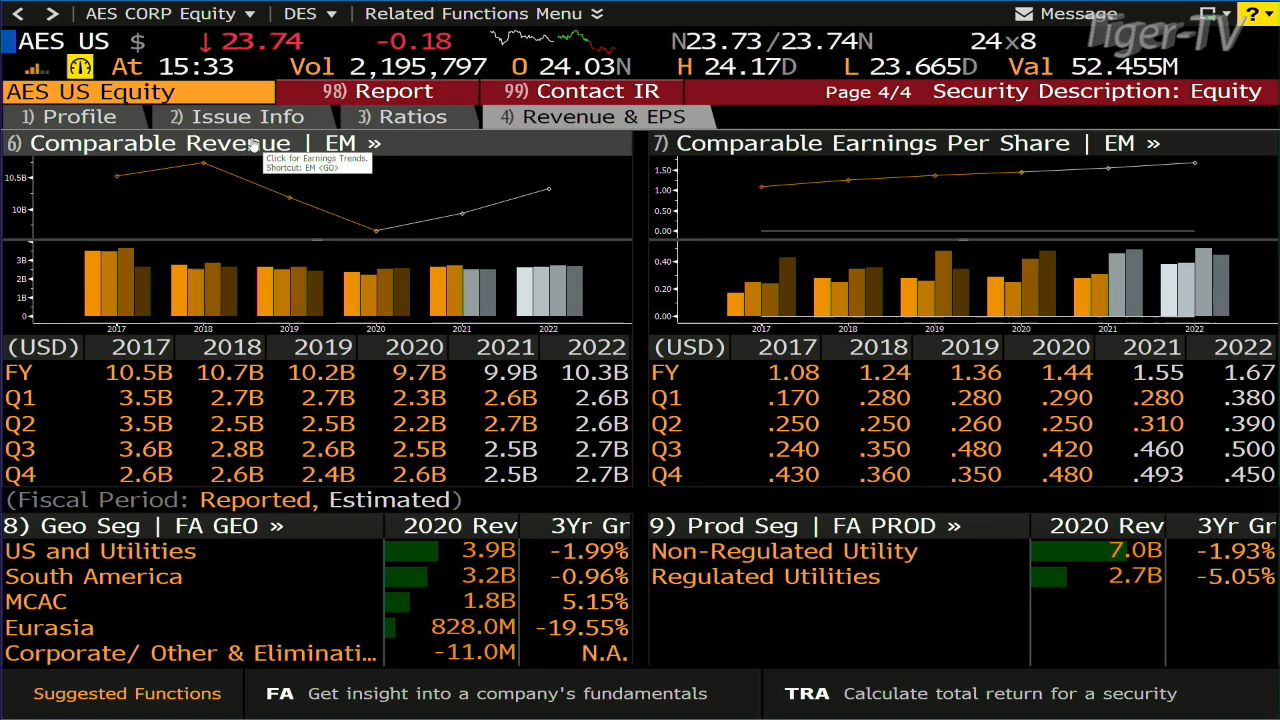 AES CORP Equity DES Related Functions Menu Message ?
Tiger-TV
AES US $ ↓ 23.74 -0.18 N23.73/23.74N 24x8
At 15:33 Vol 2,195,797 O 24.03N H 24.17D L 23.665D Val 52.455M
AES US Equity 98) Report 99) Contact IR Page 4/4 Security Description: Equity
1) Profile 2) Issue Info 3) Ratios 4) Revenue & EPS
6) Comparable Revenue | EM »
Click for Earnings Trends.
Shortcut: EM <GO>
10.5B
10B
3B
2B
1B
0
2017 2018 2019 2020 2021 2022
(USD) 2017 2018 2019 2020 2021 2022
FY 10.5B 10.7B 10.2B 9.7B 9.9B 10.3B
Q1 3.5B 2.7B 2.7B 2.3B 2.6B 2.6B
Q2 3.5B 2.5B 2.5B 2.2B 2.7B 2.6B
Q3 3.6B 2.8B 2.6B 2.5B 2.5B 2.7B
Q4 2.6B 2.6B 2.4B 2.6B 2.5B 2.7B
7) Comparable Earnings Per Share | EM »
1.50
1.00
0.50
0.00
0.40
0.20
0.00
2017 2018 2019 2020 2021 2022
(USD) 2017 2018 2019 2020 2021 2022
FY 1.08 1.24 1.36 1.44 1.55 1.67
Q1 .170 .280 .280 .290 .280 .380
Q2 .250 .250 .260 .250 .310 .390
Q3 .240 .350 .480 .420 .460 .500
Q4 .430 .360 .350 .480 .493 .450
(Fiscal Period: Reported, Estimated)
8) Geo Seg | FA GEO » 2020 Rev 3Yr Gr
US and Utilities 3.9B -1.99%
South America 3.2B -0.96%
MCAC 1.8B 5.15%
Eurasia 828.0M -19.55%
Corporate/ Other & Eliminati... -11.0M N.A.
9) Prod Seg | FA PROD » 2020 Rev 3Yr Gr
Non-Regulated Utility 7.0B -1.93%
Regulated Utilities 2.7B -5.05%
Suggested Functions FA Get insight into a company's fundamentals TRA Calculate total return for a security